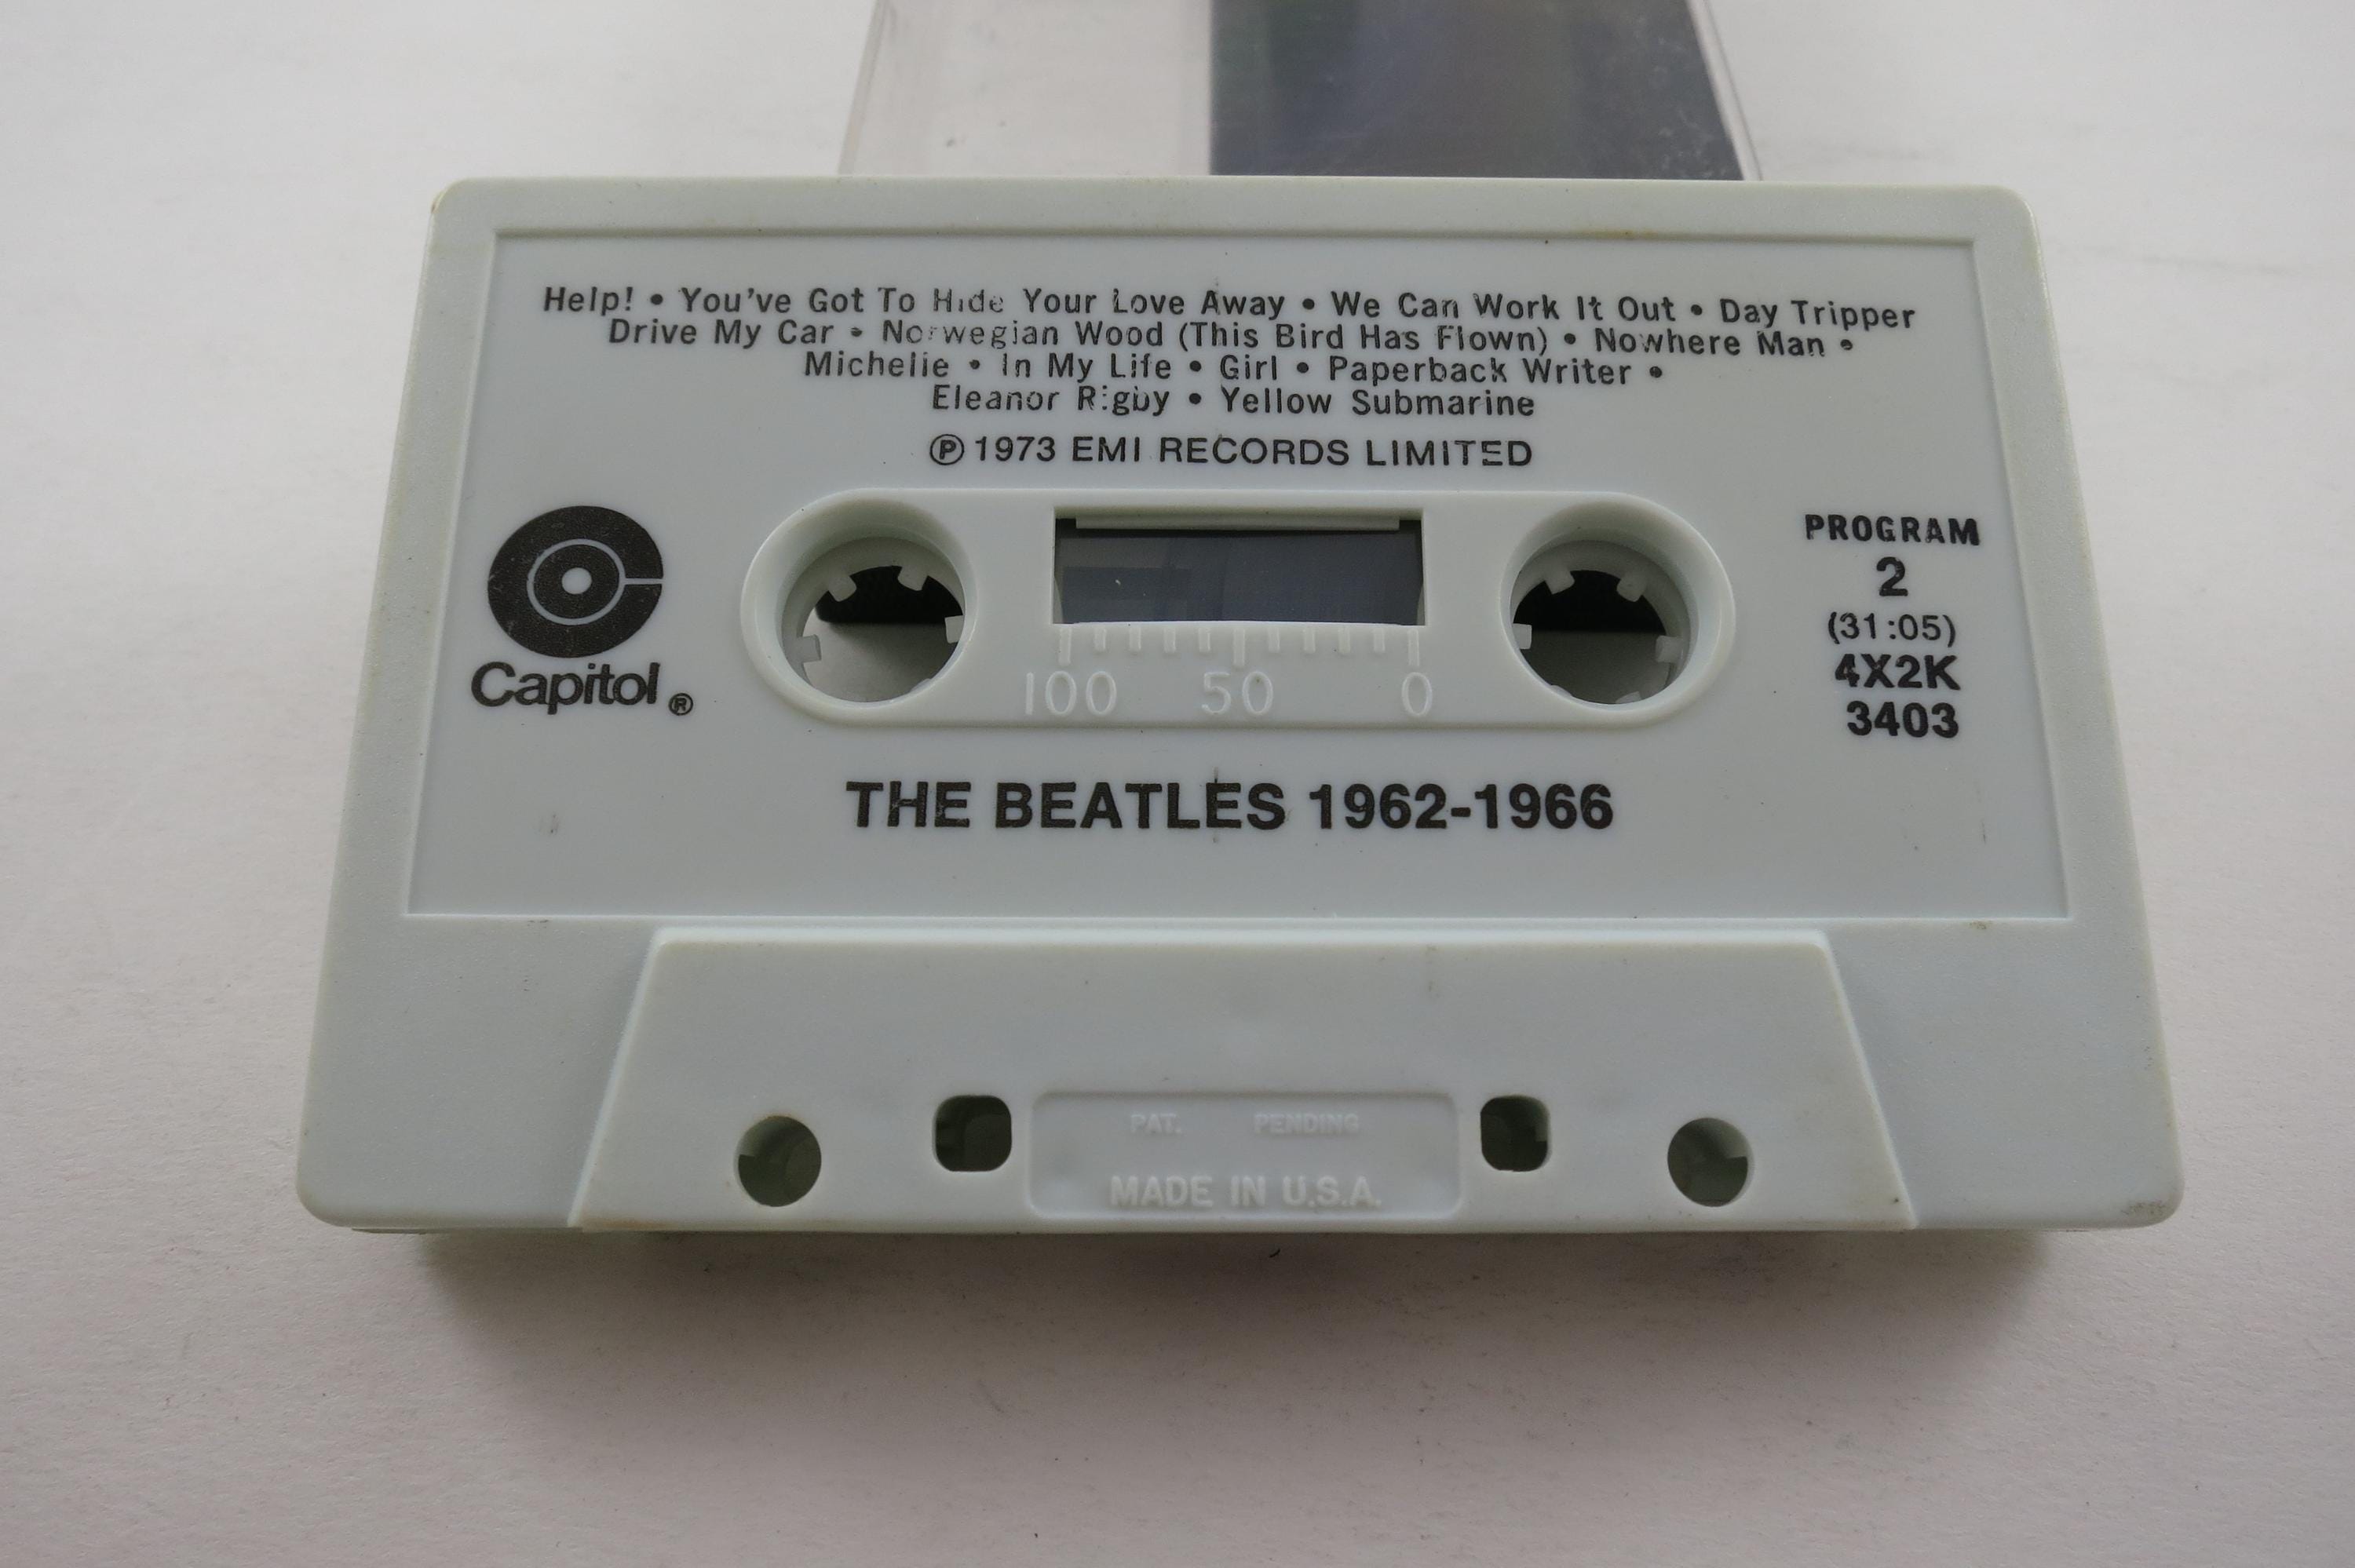 Help! • You've Got To Hide Your Love Away • We Can Work It Out • Day Tripper
Drive My Car • Norwegian Wood (This Bird Has Flown) • Nowhere Man •
Michelle • In My Life • Girl • Paperback Writer •
Eleanor Rigby • Yellow Submarine
℗ 1973 EMI RECORDS LIMITED
Capitol ®
PROGRAM
2
(31:05)
4X2K
3403
100 50 0
THE BEATLES 1962-1966
PAT. PENDING
MADE IN U.S.A.